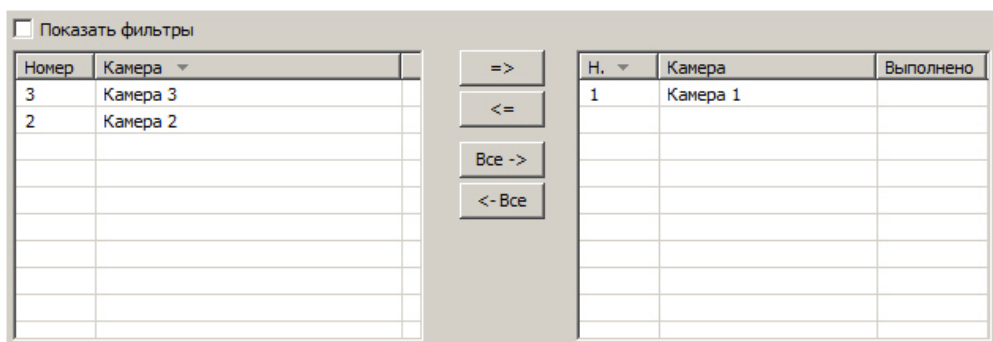 Показать фильтры
Номер Камера => Н. Камера Выполнено
3 Камера 3 1 Камера 1
<=
2 Камера 2
Все ->
<- Все